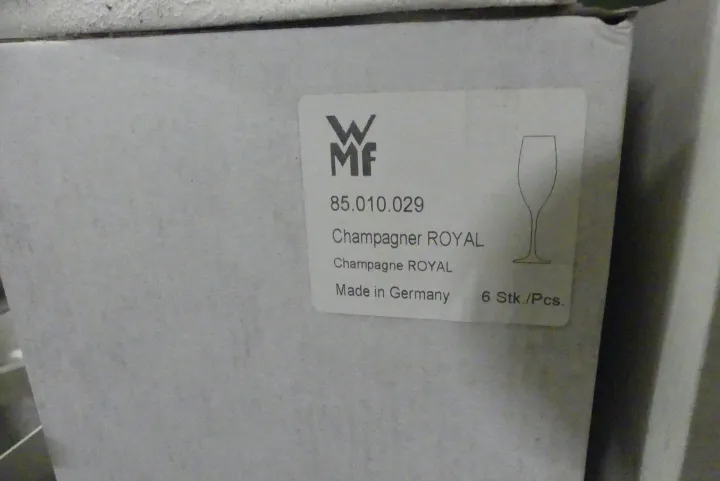 WMF
85.010.029
Champagner ROYAL
Champagne ROYAL
Made in Germany 6 Stk./Pcs.